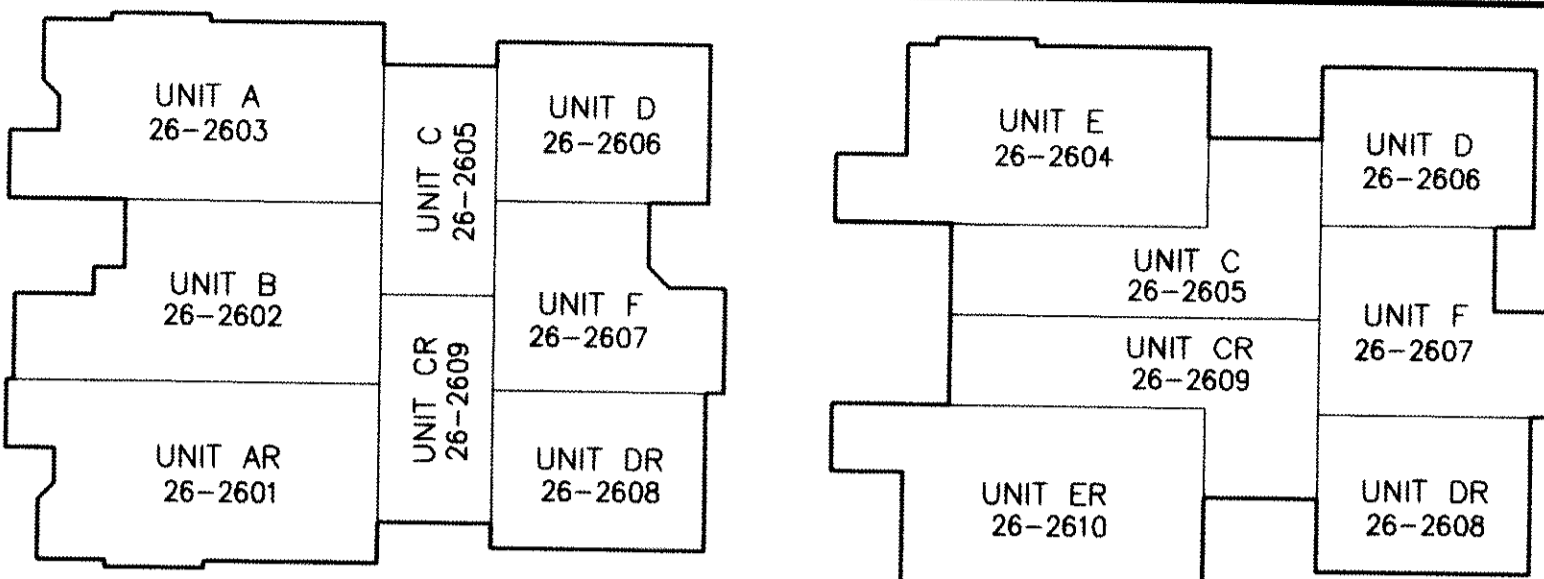 UNIT A
26-2603
UNIT C
26-2605
UNIT D
26-2606
UNIT B
26-2602
UNIT F
26-2607
UNIT CR
26-2609
UNIT AR
26-2601
UNIT DR
26-2608
UNIT E
26-2604
UNIT D
26-2606
UNIT C
26-2605
UNIT F
26-2607
UNIT CR
26-2609
UNIT ER
26-2610
UNIT DR
26-2608